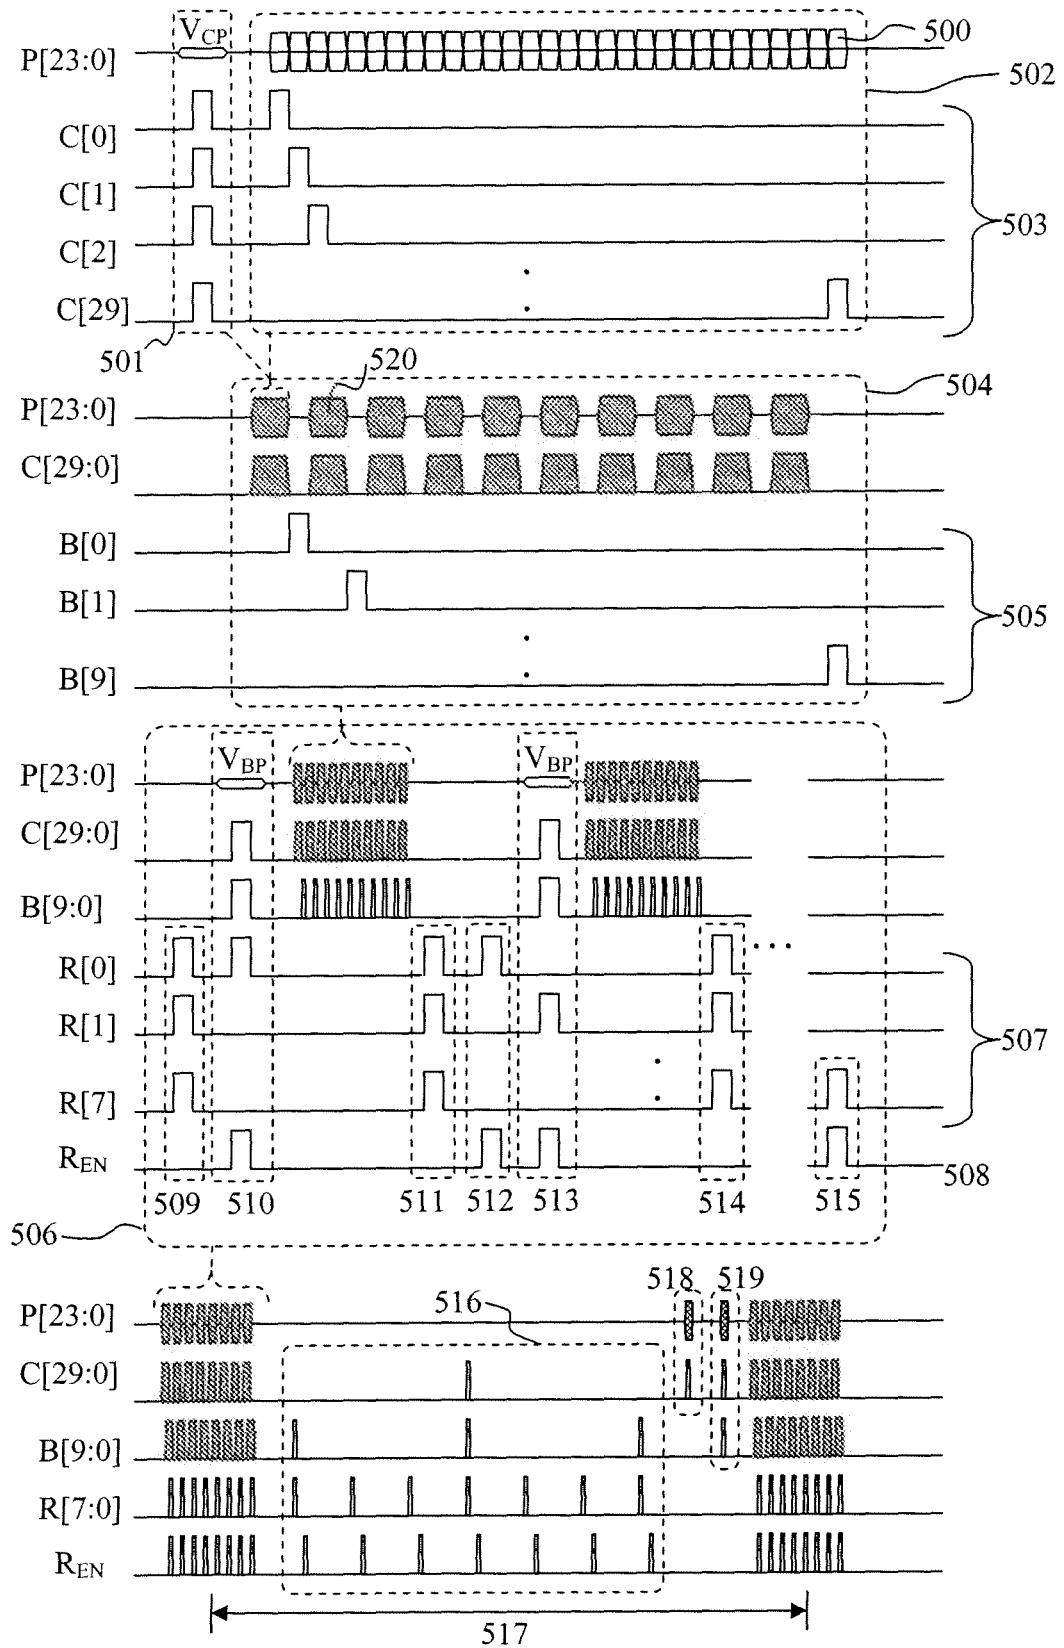 V_CP
500
P[23:0]
502
C[0]
C[1]
503
C[2]
C[29]
501
520
504
P[23:0]
C[29:0]
B[0]
B[1]
505
B[9]
V_BP V_BP
P[23:0]
C[29:0]
B[9:0]
R[0]
R[1]
507
R[7]
R_EN
508
509 510 511 512 513 514 515
506
518 519
P[23:0]
516
C[29:0]
B[9:0]
R[7:0]
R_EN
517